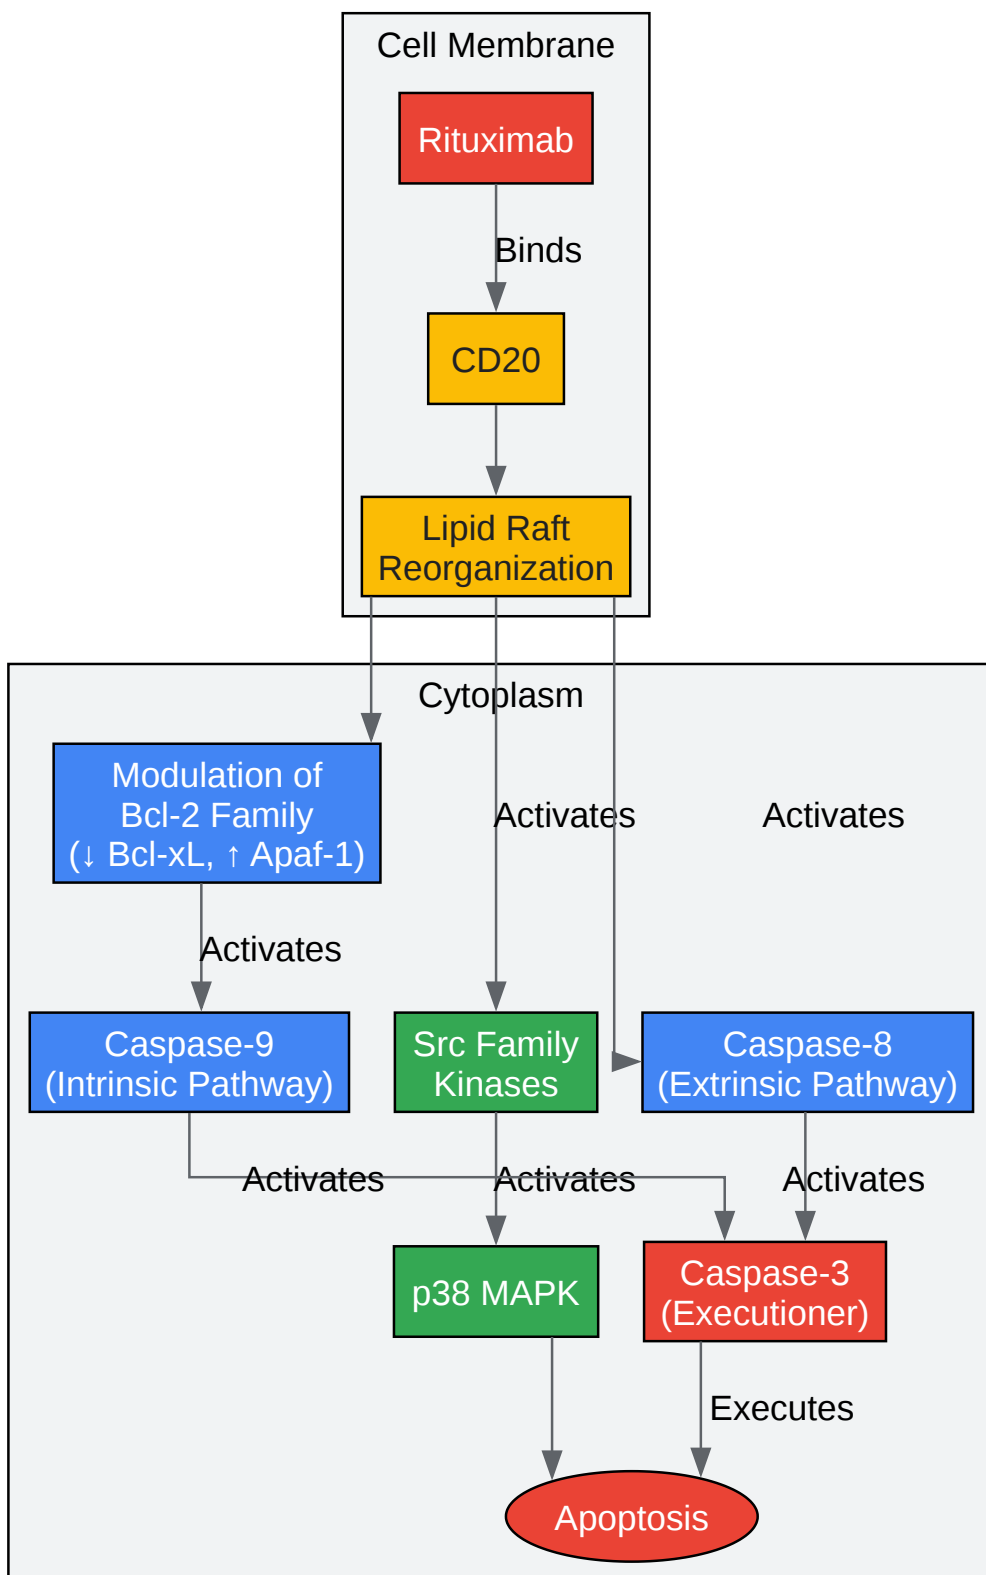 Cell Membrane
Rituximab
Binds
CD20
Lipid Raft
Reorganization
Cytoplasm
Modulation of
Bcl-2 Family
(↓ Bcl-xL, ↑ Apaf-1)
Activates
Activates
Activates
Caspase-9
(Intrinsic Pathway)
Src Family
Kinases
Caspase-8
(Extrinsic Pathway)
Activates
Activates
Activates
p38 MAPK
Caspase-3
(Executioner)
Executes
Apoptosis